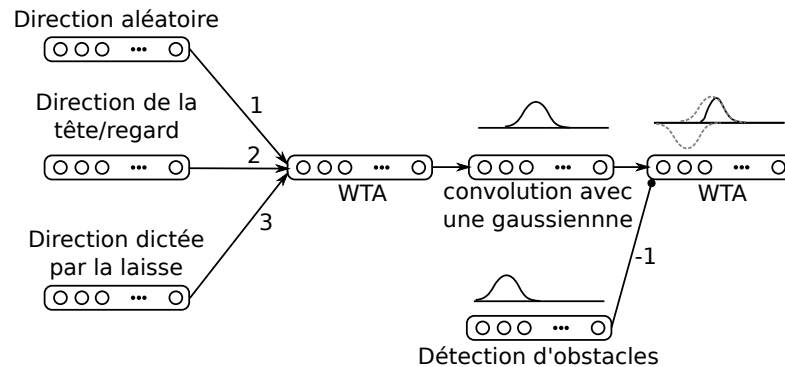 Direction aléatoire
1
Direction de la
tête/regard
2
WTA
convolution avec
une gaussiennne
WTA
Direction dictée
par la laisse
3
-1
Détection d'obstacles